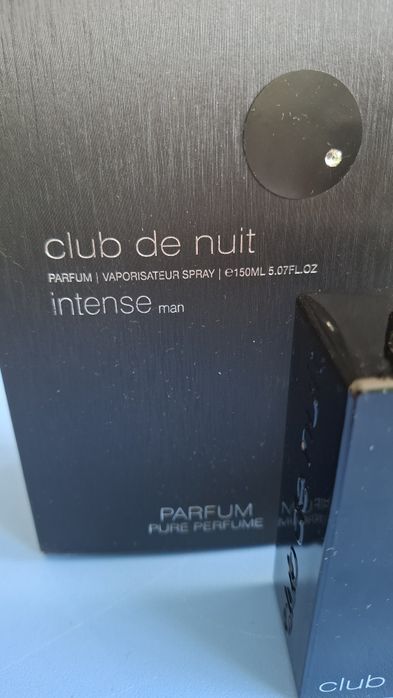 club de nuit
PARFUM | VAPORISATEUR SPRAY | ℮150ML 5.07FL.OZ
intense man
PARFUM
PURE PERFUME
club